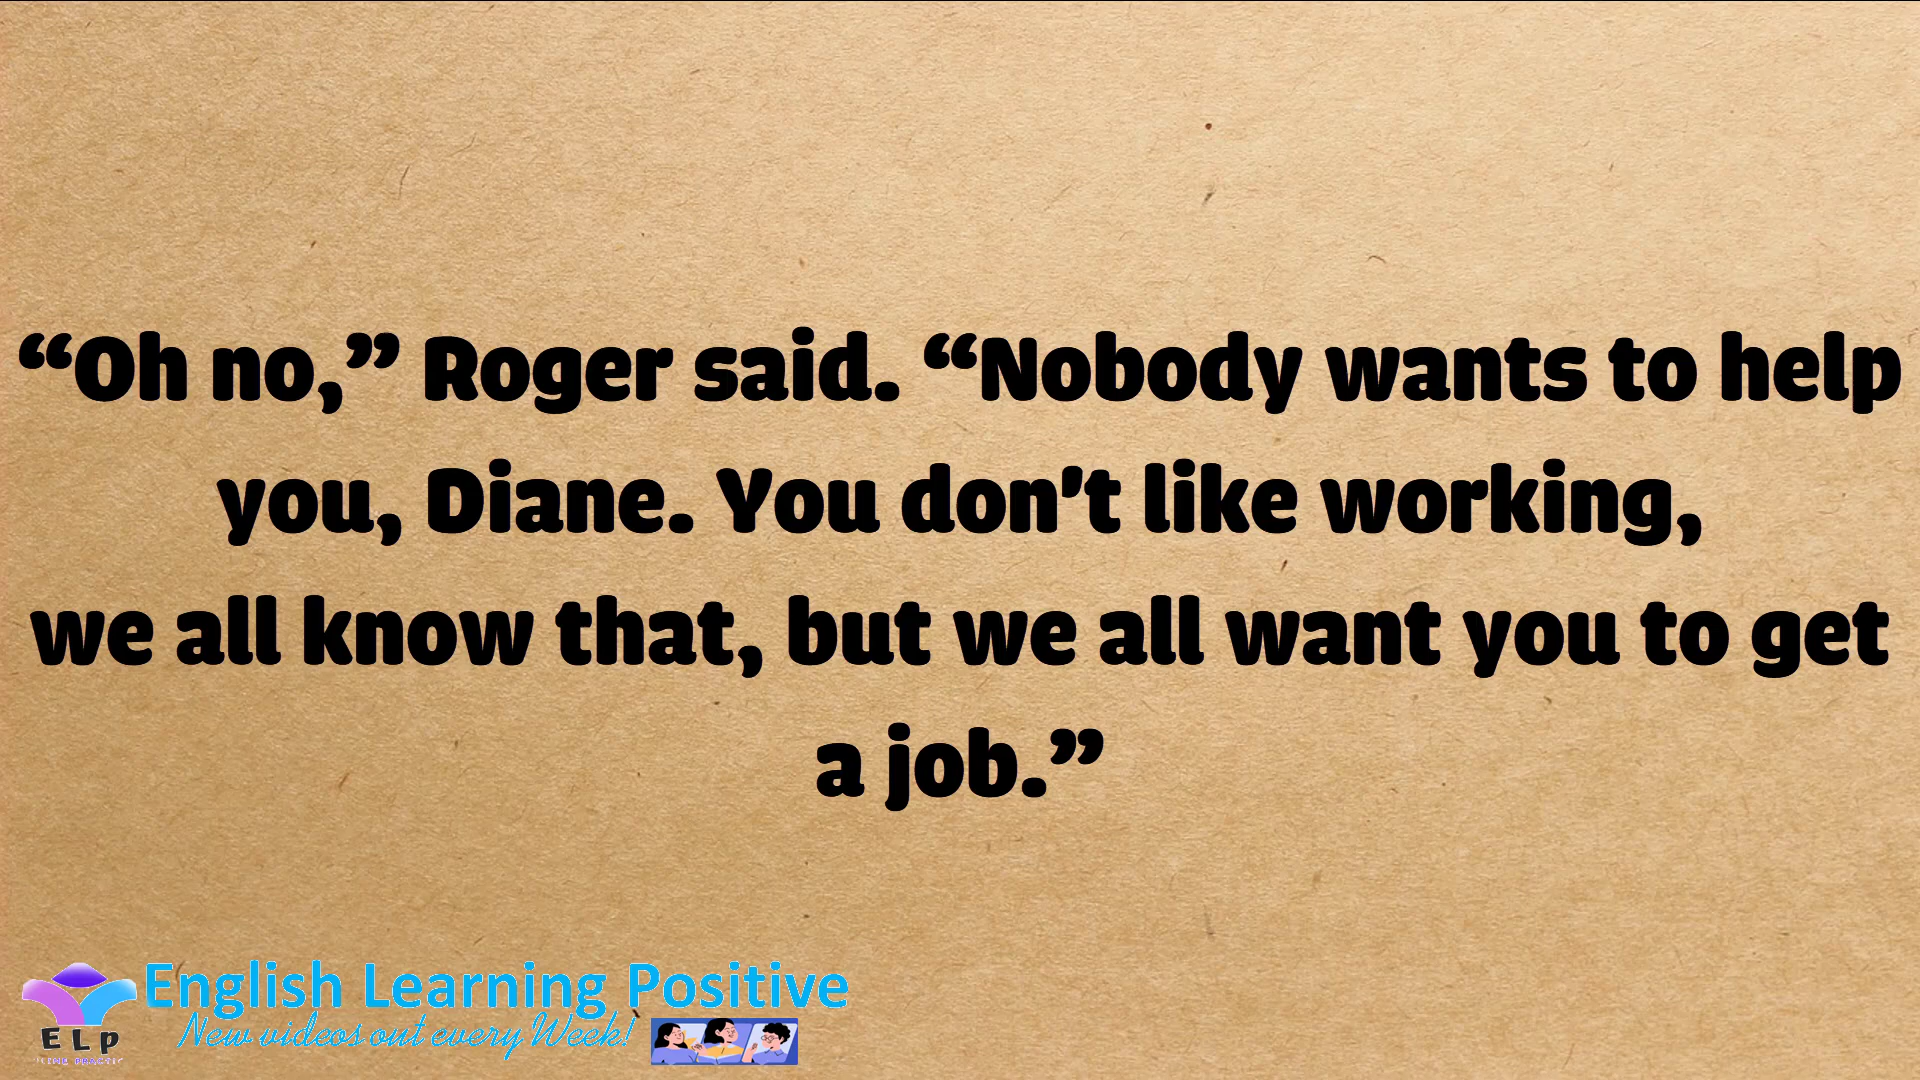 “Oh no,” Roger said. “Nobody wants to help
you, Diane. You don't like working,
we all know that, but we all want you to get
a job.”
English Learning Positive
New videos out every Week!
ELP